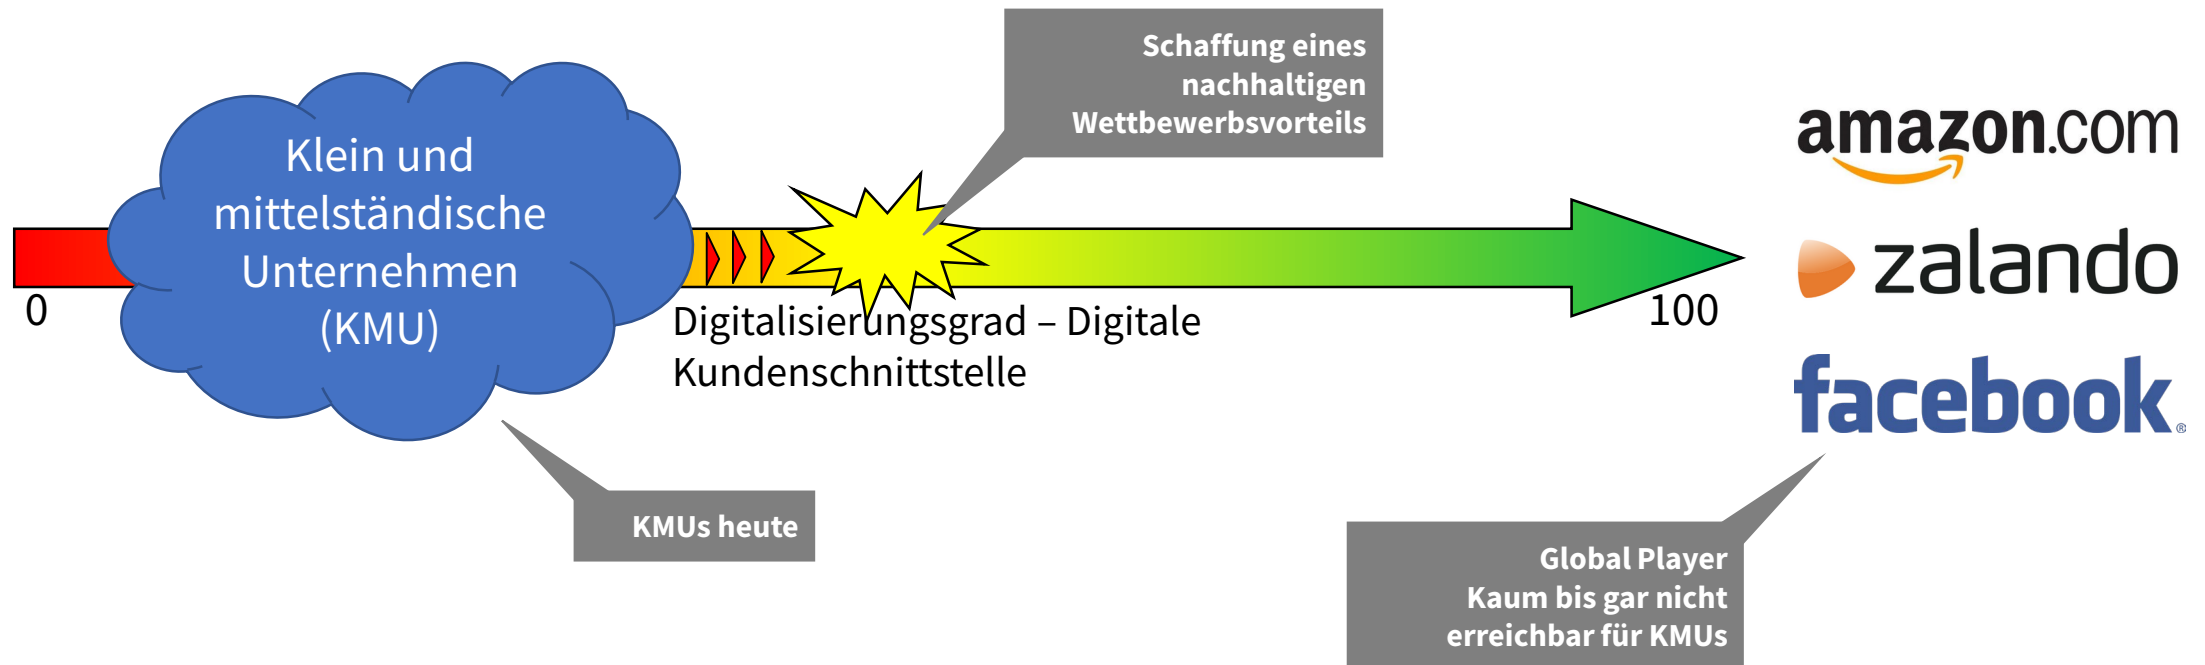 Schaffung eines
nachhaltigen
Wettbewerbsvorteils
Klein und
mittelständische
Unternehmen
(KMU)
0
Digitalisierungsgrad – Digitale
Kundenschnittstelle
100
amazon.com
zalando
facebook®
KMUs heute
Global Player
Kaum bis gar nicht
erreichbar für KMUs